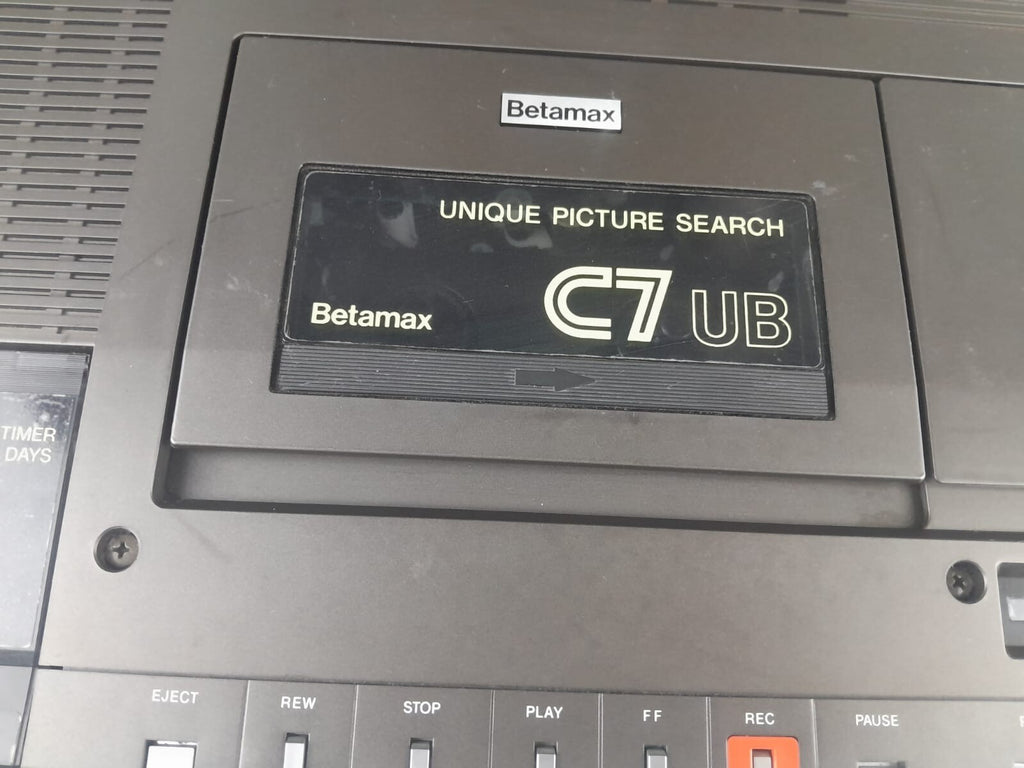 Betamax
UNIQUE PICTURE SEARCH
Betamax C7 UB
TIMER
DAYS
EJECT REW STOP PLAY FF REC PAUSE